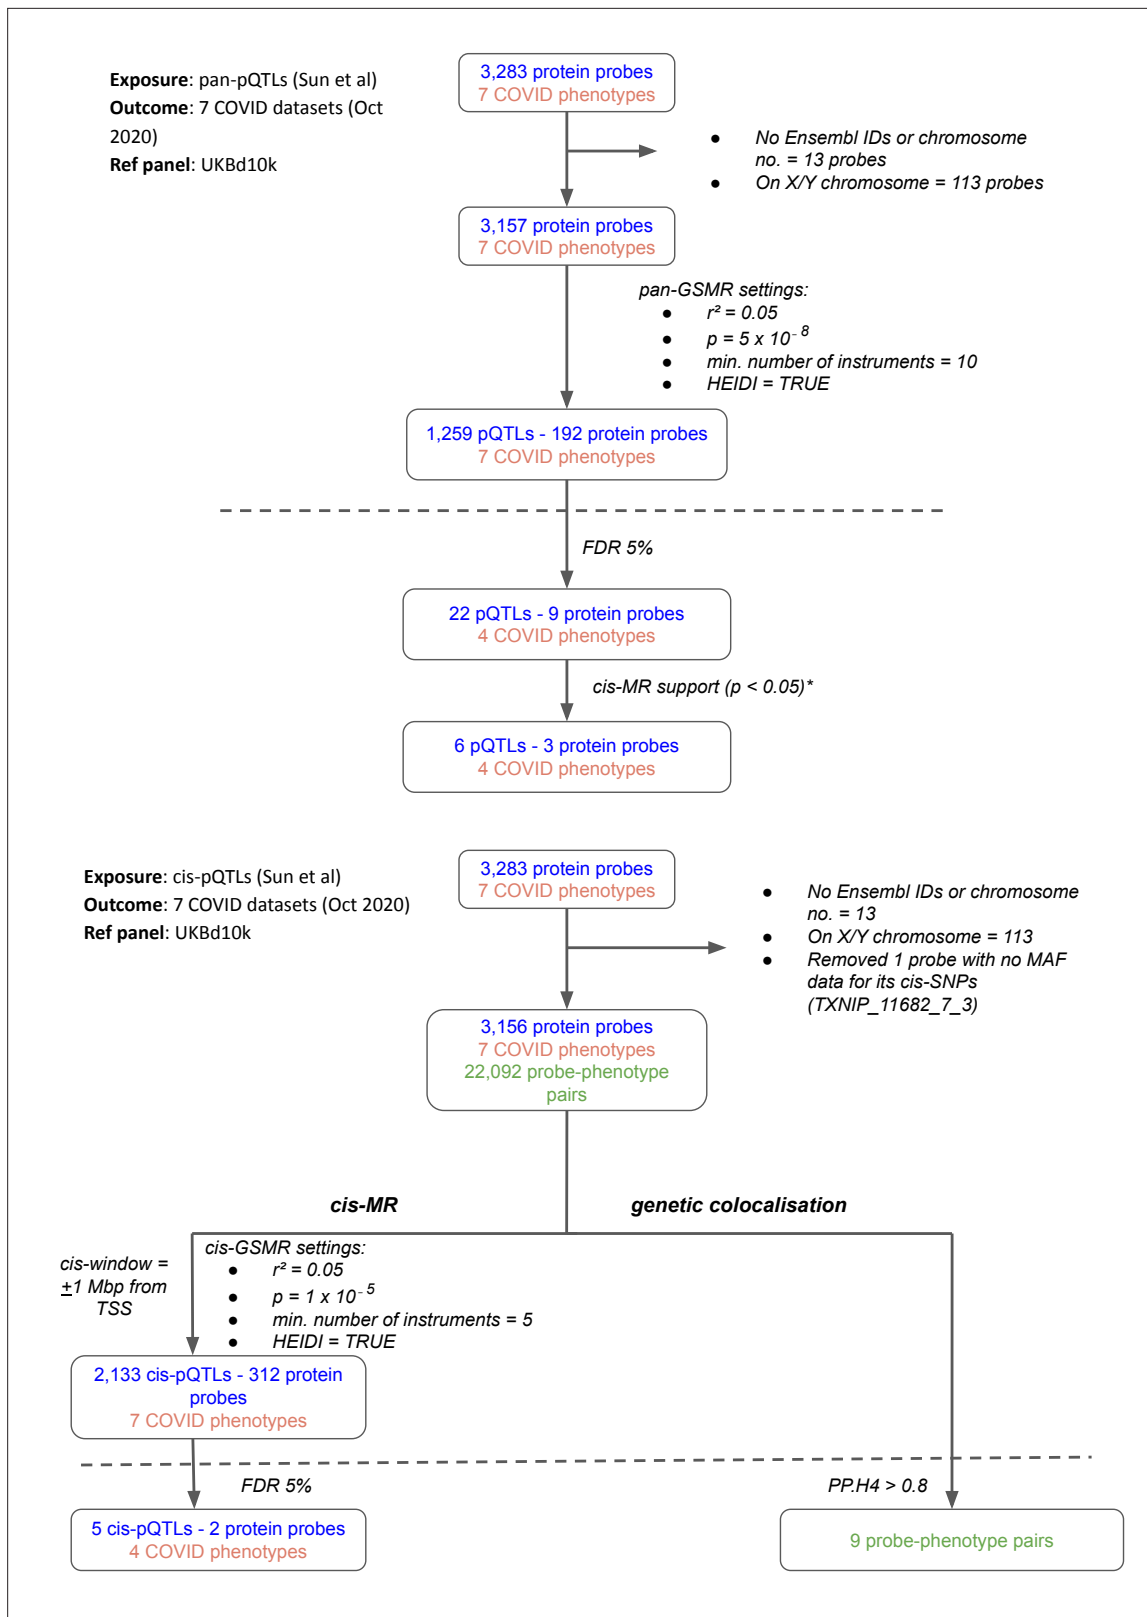 Exposure: pan-pQTLs (Sun et al)
Outcome: 7 COVID datasets (Oct
2020)
Ref panel: UKBd10k
3,283 protein probes
7 COVID phenotypes
● No Ensembl IDs or chromosome
no. = 13 probes
● On X/Y chromosome = 113 probes
3,157 protein probes
7 COVID phenotypes
pan-GSMR settings:
● r² = 0.05
● p = 5 x 10⁻⁸
● min. number of instruments = 10
● HEIDI = TRUE
1,259 pQTLs - 192 protein probes
7 COVID phenotypes
FDR 5%
22 pQTLs - 9 protein probes
4 COVID phenotypes
cis-MR support (p < 0.05)*
6 pQTLs - 3 protein probes
4 COVID phenotypes
Exposure: cis-pQTLs (Sun et al)
Outcome: 7 COVID datasets (Oct 2020)
Ref panel: UKBd10k
3,283 protein probes
7 COVID phenotypes
● No Ensembl IDs or chromosome
no. = 13
● On X/Y chromosome = 113
● Removed 1 probe with no MAF
data for its cis-SNPs
(TXNIP_11682_7_3)
3,156 protein probes
7 COVID phenotypes
22,092 probe-phenotype
pairs
cis-MR
genetic colocalisation
cis-window =
±1 Mbp from
TSS
cis-GSMR settings:
● r² = 0.05
● p = 1 x 10⁻⁵
● min. number of instruments = 5
● HEIDI = TRUE
2,133 cis-pQTLs - 312 protein
probes
7 COVID phenotypes
FDR 5%
PP.H4 > 0.8
5 cis-pQTLs - 2 protein probes
4 COVID phenotypes
9 probe-phenotype pairs